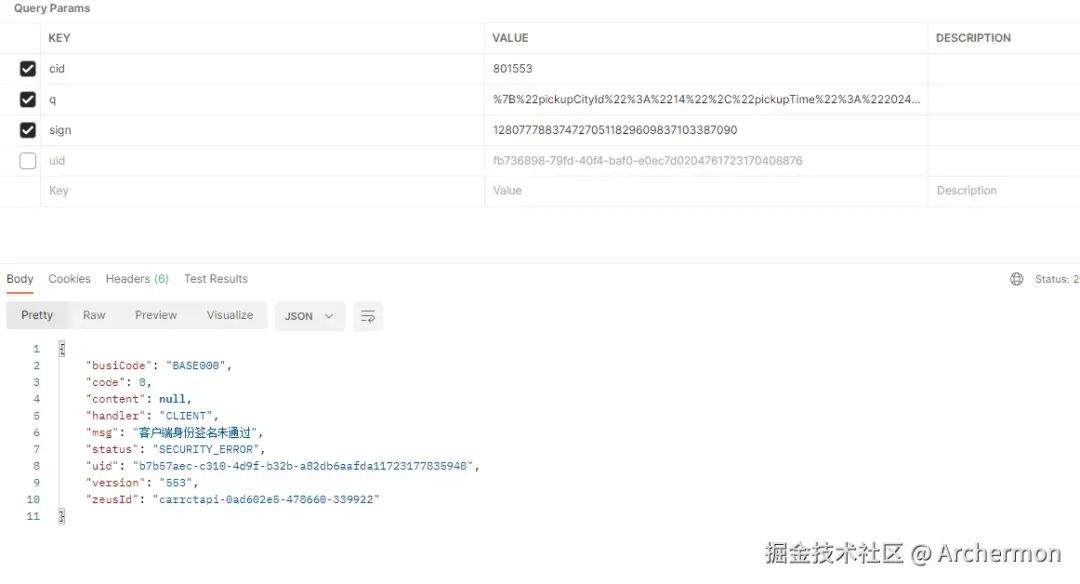 Query Params
KEY VALUE DESCRIPTION
cid 801553
q %7B%22pickupCityId%22%3A%2214%22%2C%22pickupTime%22%3A%222024...
sign 1280777883747270511829609837103387090
uid fb736898-79fd-40f4-baf0-e0ec7d0204761723170408876
Key Value Description
Body Cookies Headers (6) Test Results Status: 2
Pretty Raw Preview Visualize JSON
1 {
2 "busiCode": "BASE000",
3 "code": 8,
4 "content": null,
5 "handler": "CLIENT",
6 "msg": "客户端身份签名未通过",
7 "status": "SECURITY_ERROR",
8 "uid": "b7b57aec-c310-4d9f-b32b-a82db6aafda11723177835948",
9 "version": "553",
10 "zeusId": "carrctapi-0ad602e5-478660-339922"
11 }
掘金技术社区 @ Archermon